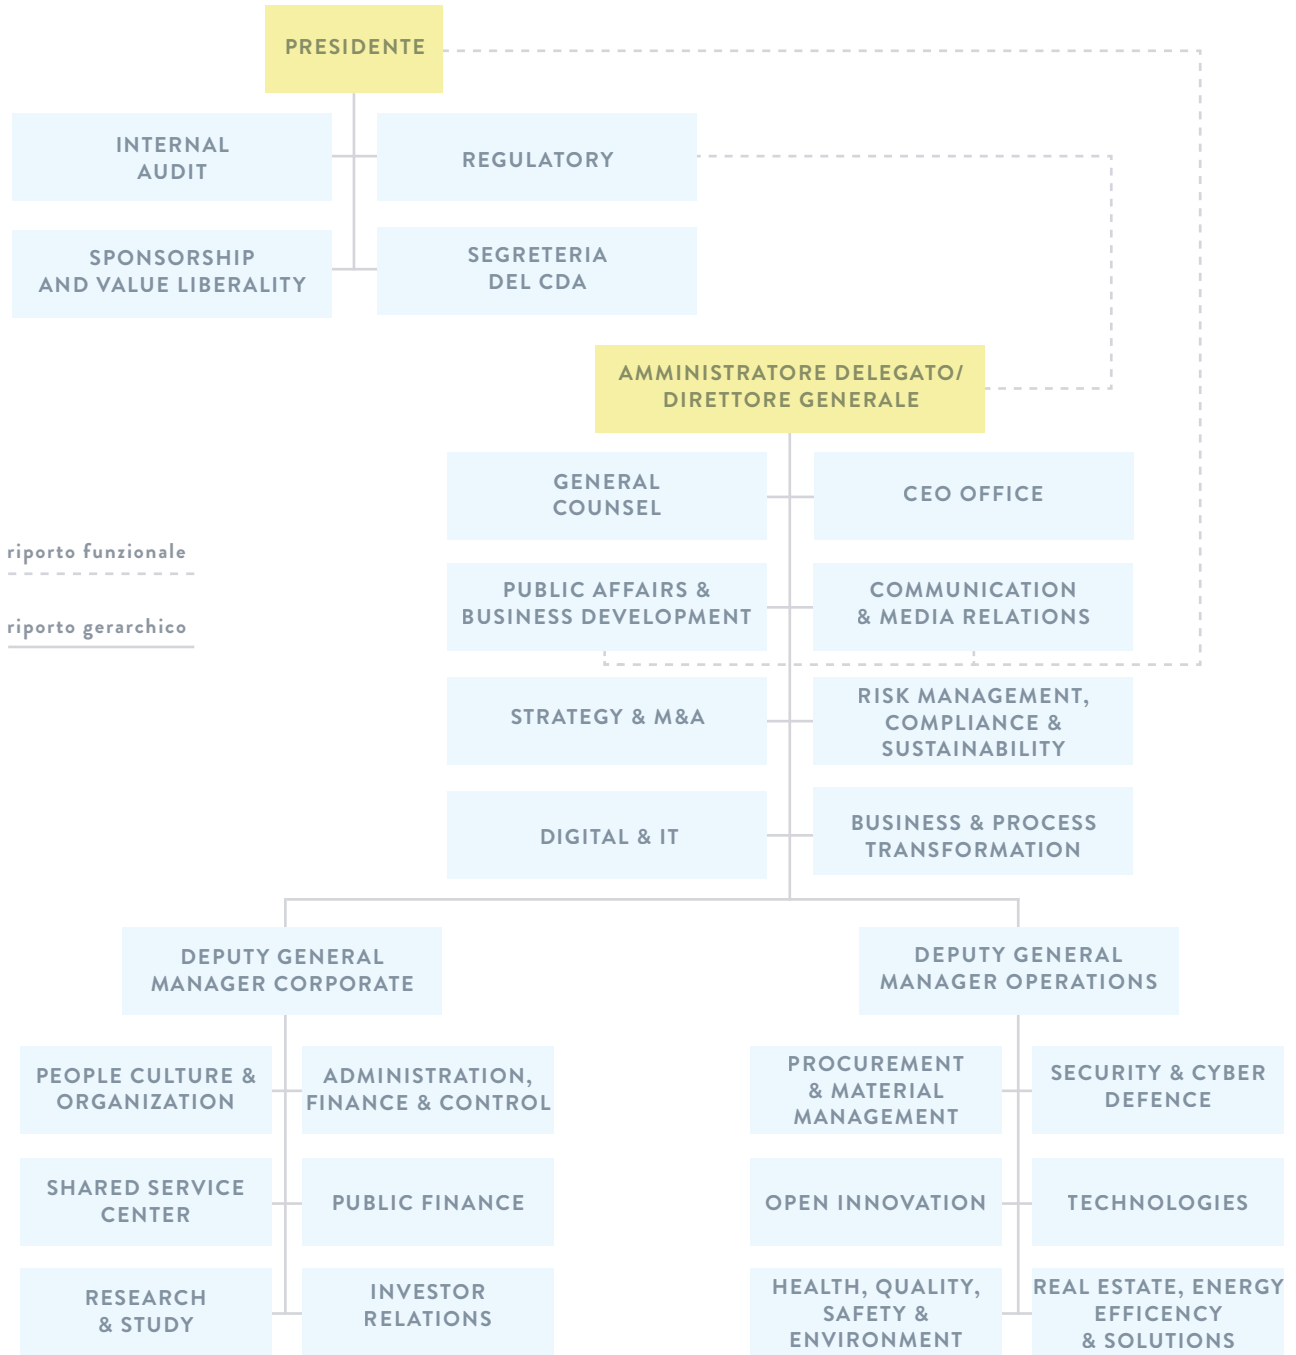 PRESIDENTE
INTERNAL
AUDIT
REGULATORY
SPONSORSHIP
AND VALUE LIBERALITY
SEGRETERIA
DEL CDA
AMMINISTRATORE DELEGATO/
DIRETTORE GENERALE
GENERAL
COUNSEL
CEO OFFICE
riporto funzionale
riporto gerarchico
PUBLIC AFFAIRS &
BUSINESS DEVELOPMENT
COMMUNICATION
& MEDIA RELATIONS
STRATEGY & M&A
RISK MANAGEMENT,
COMPLIANCE &
SUSTAINABILITY
DIGITAL & IT
BUSINESS & PROCESS
TRANSFORMATION
DEPUTY GENERAL
MANAGER CORPORATE
DEPUTY GENERAL
MANAGER OPERATIONS
PEOPLE CULTURE &
ORGANIZATION
ADMINISTRATION,
FINANCE & CONTROL
PROCUREMENT
& MATERIAL
MANAGEMENT
SECURITY & CYBER
DEFENCE
SHARED SERVICE
CENTER
PUBLIC FINANCE
OPEN INNOVATION
TECHNOLOGIES
RESEARCH
& STUDY
INVESTOR
RELATIONS
HEALTH, QUALITY,
SAFETY &
ENVIRONMENT
REAL ESTATE, ENERGY
EFFICENCY
& SOLUTIONS